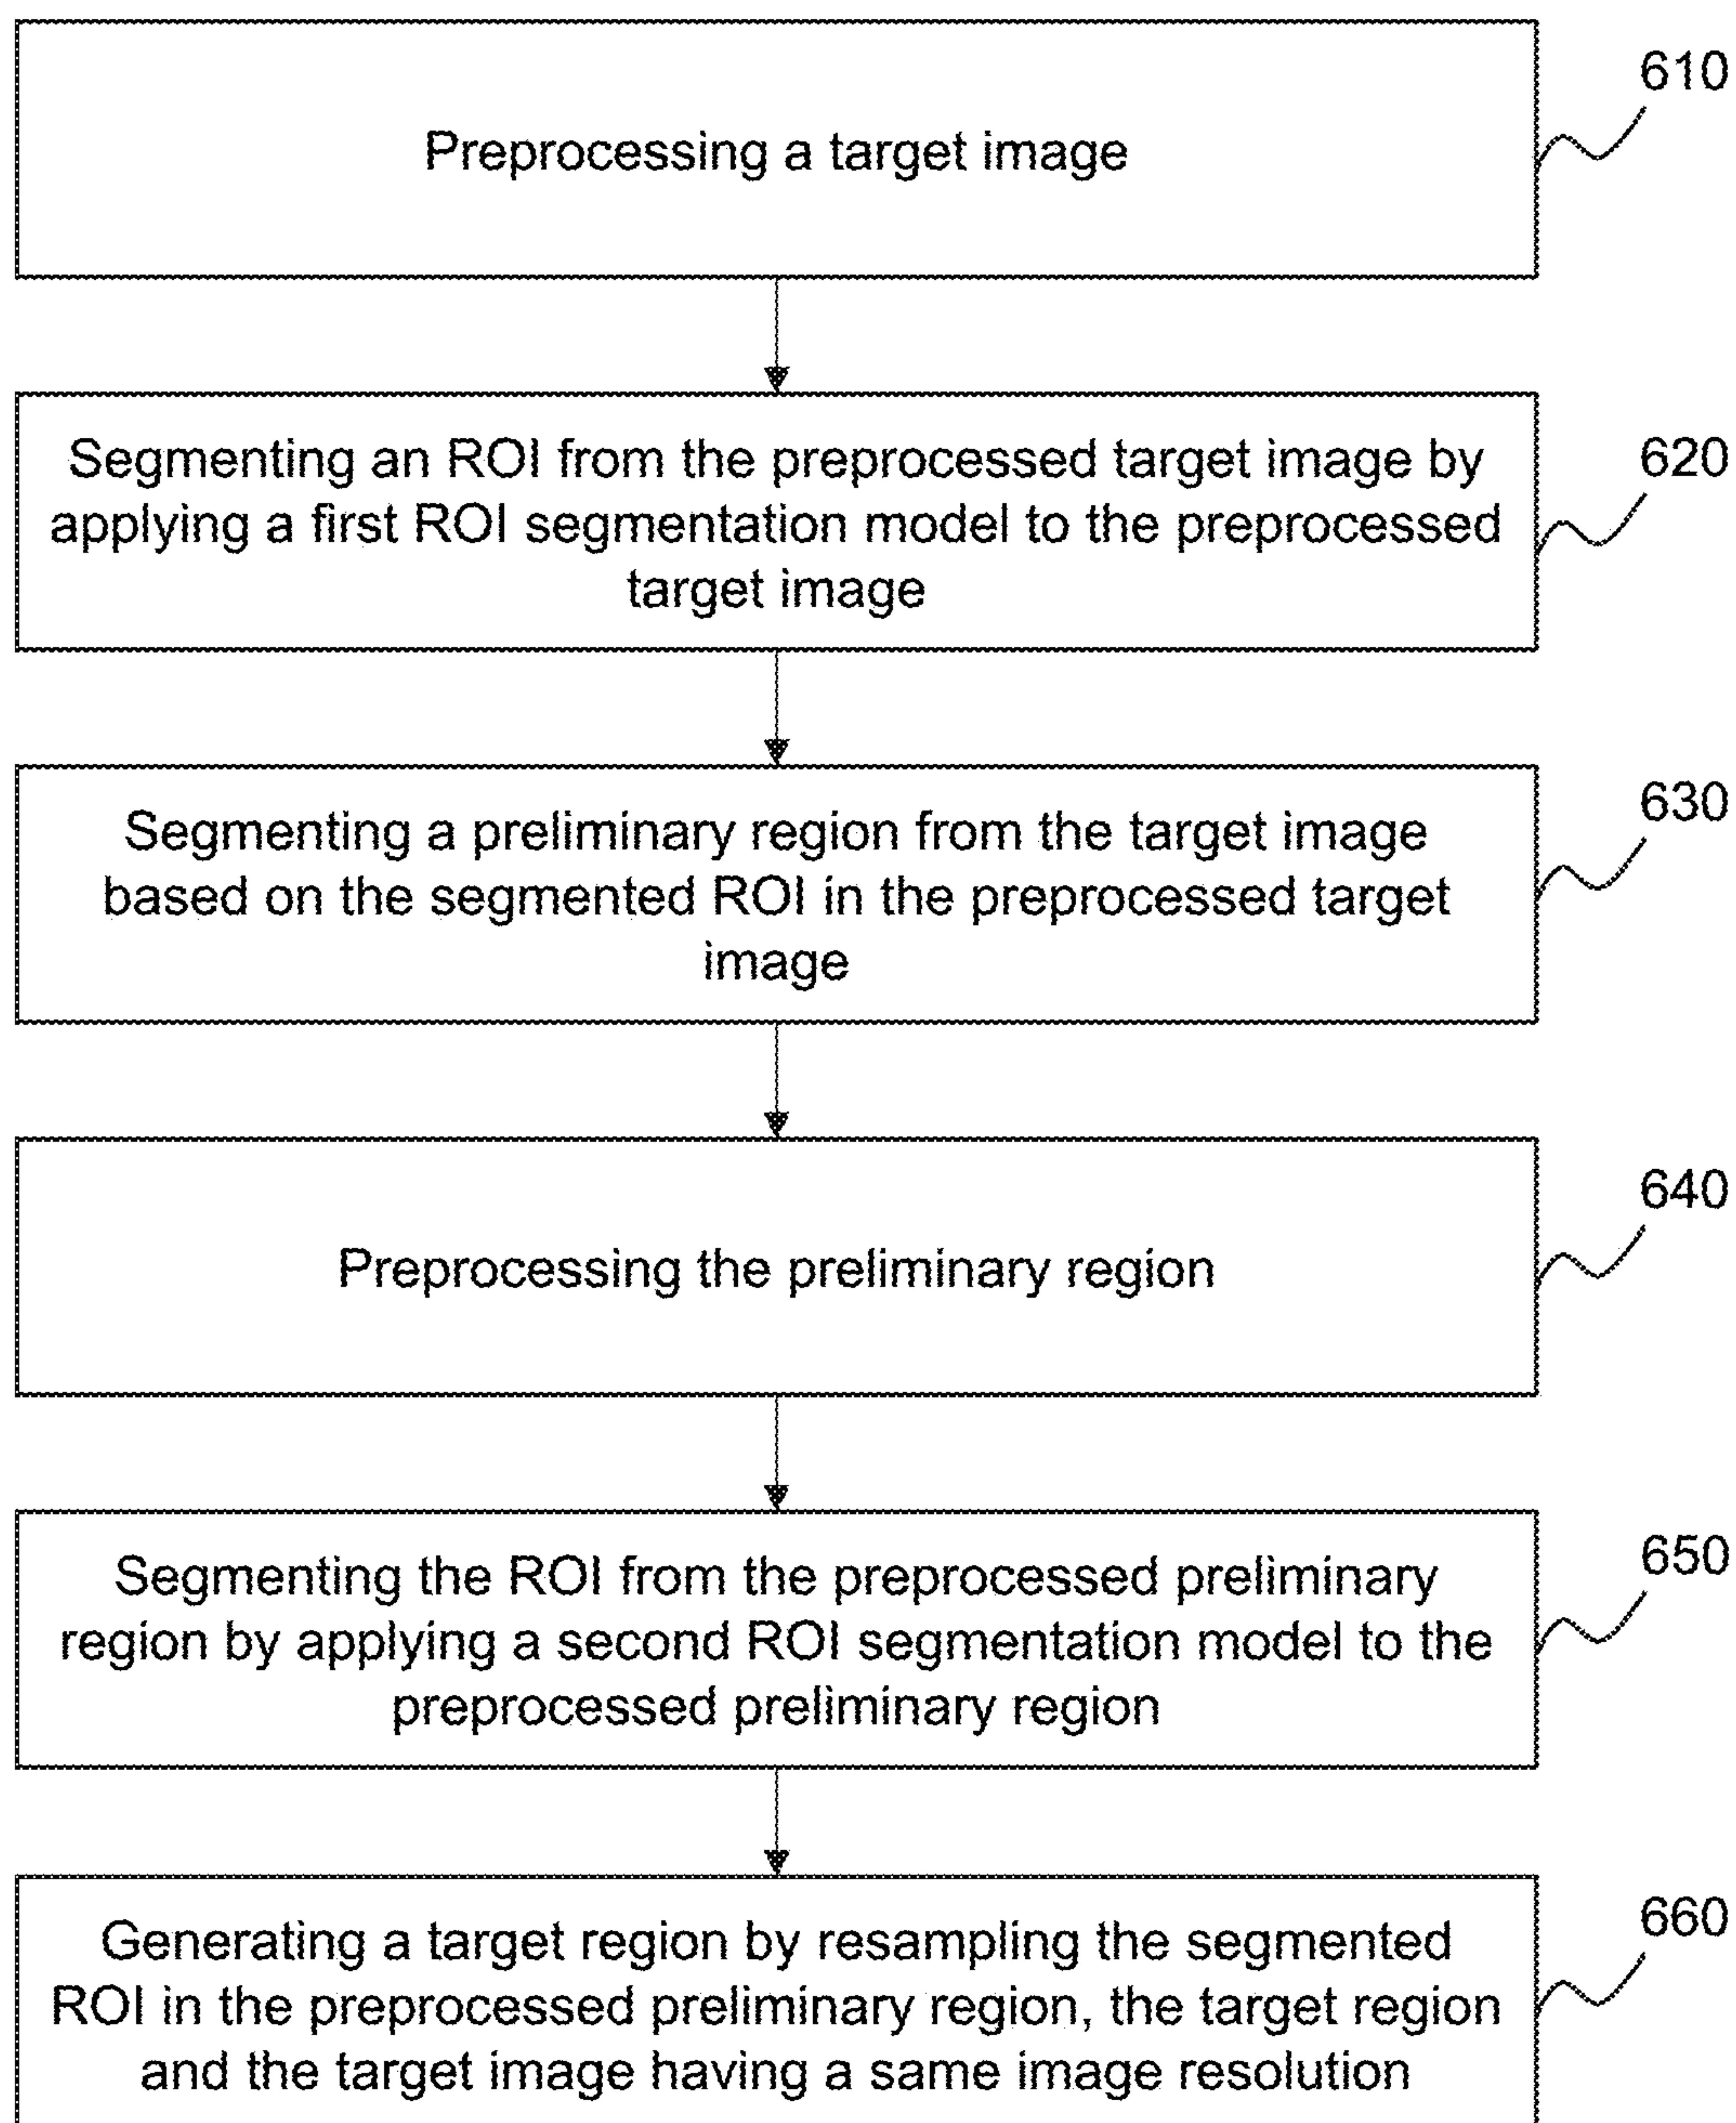 610
Preprocessing a target image
620
Segmenting an ROI from the preprocessed target image by
applying a first ROI segmentation model to the preprocessed
target image
630
Segmenting a preliminary region from the target image
based on the segmented ROI in the preprocessed target
image
640
Preprocessing the preliminary region
650
Segmenting the ROI from the preprocessed preliminary
region by applying a second ROI segmentation model to the
preprocessed preliminary region
660
Generating a target region by resampling the segmented
ROI in the preprocessed preliminary region, the target region
and the target image having a same image resolution